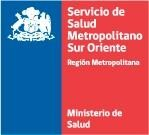 Servicio de
Salud
Metropolitano
Sur Oriente
Región Metropolitana
Ministerio de
Salud